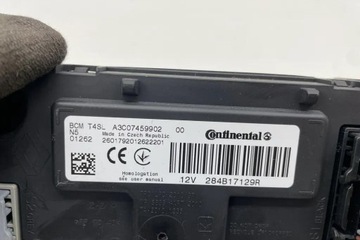 BCM T4SL A3C07459902 00
N5 Made in Czech Republic
01262 2601792012622201
Continental
Homologation
see user manual
12V 284B17129R